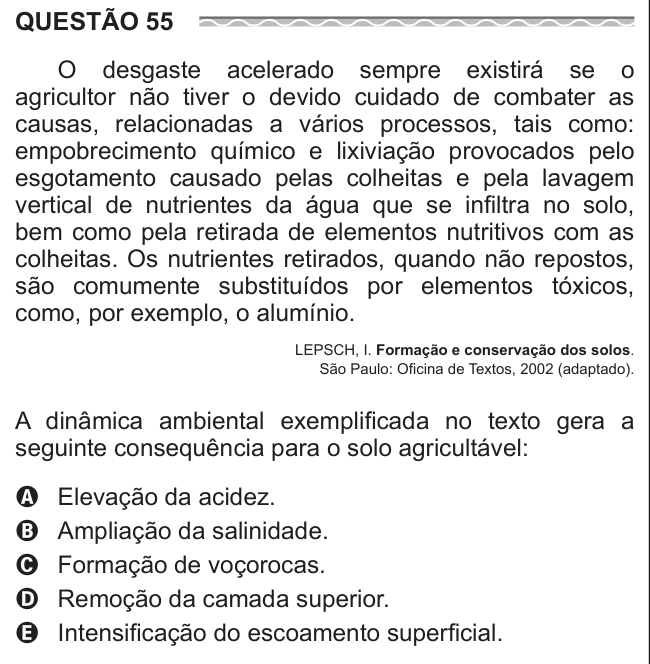 QUESTÃO 55
O desgaste acelerado sempre existirá se o
agricultor não tiver o devido cuidado de combater as
causas, relacionadas a vários processos, tais como:
empobrecimento químico e lixiviação provocados pelo
esgotamento causado pelas colheitas e pela lavagem
vertical de nutrientes da água que se infiltra no solo,
bem como pela retirada de elementos nutritivos com as
colheitas. Os nutrientes retirados, quando não repostos,
são comumente substituídos por elementos tóxicos,
como, por exemplo, o alumínio.
LEPSCH, I. Formação e conservação dos solos.
São Paulo: Oficina de Textos, 2002 (adaptado).
A dinâmica ambiental exemplificada no texto gera a
seguinte consequência para o solo agricultável:
A Elevação da acidez.
B Ampliação da salinidade.
C Formação de voçorocas.
D Remoção da camada superior.
E Intensificação do escoamento superficial.